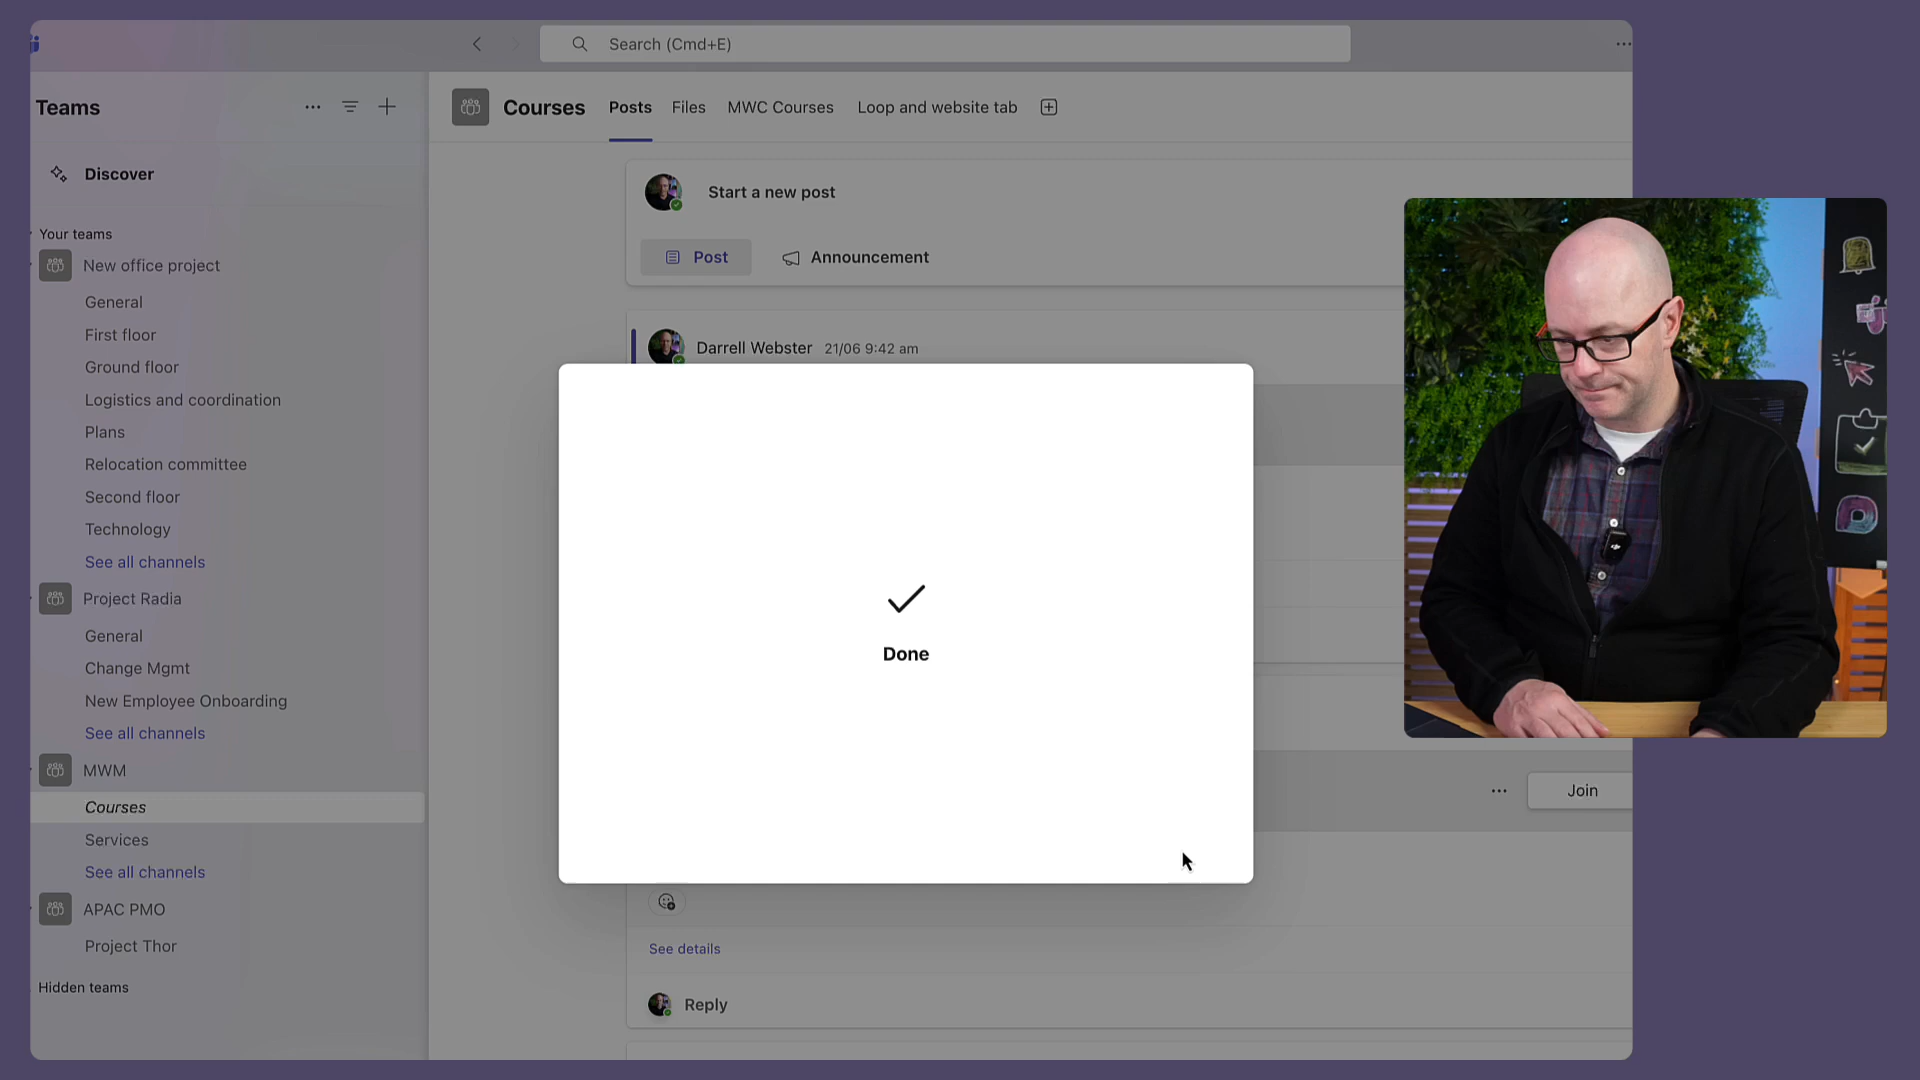 Search (Cmd+E)
Teams
Courses
Posts
Files
MWC Courses
Loop and website tab
Discover
Start a new post
Your teams
New office project
Post
Announcement
General
First floor
Darrell Webster 21/06 9:42 am
Ground floor
Logistics and coordination
Plans
Relocation committee
Second floor
Technology
See all channels
Project Radia
General
Done
Change Mgmt
New Employee Onboarding
See all channels
MWM
Join
Courses
Services
See all channels
APAC PMO
Project Thor
See details
Hidden teams
Reply